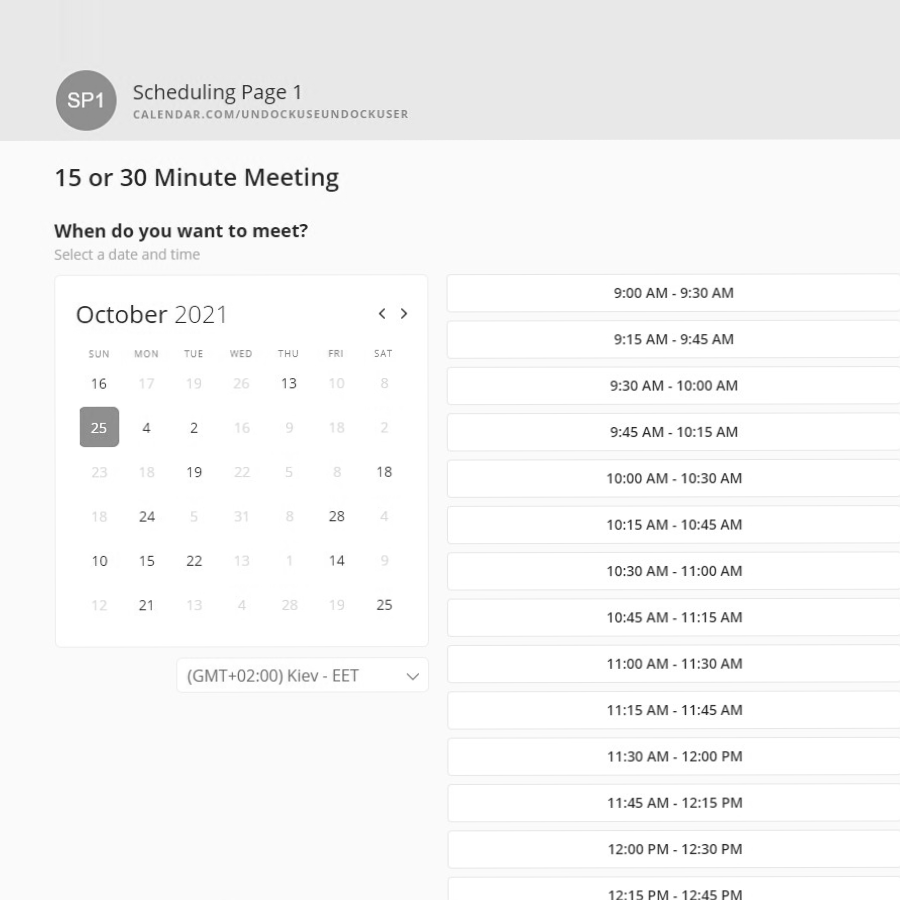 SP1
Scheduling Page 1
CALENDAR.COM/UNDOCKUSEUNDOCKUSER
15 or 30 Minute Meeting
When do you want to meet?
Select a date and time
October 2021
SUN MON TUE WED THU FRI SAT
16 17 19 26 13 10 8
25 4 2 16 9 18 2
23 18 19 22 5 8 18
18 24 5 31 8 28 4
10 15 22 13 1 14 9
12 21 13 4 28 19 25
(GMT+02:00) Kiev - EET
9:00 AM - 9:30 AM
9:15 AM - 9:45 AM
9:30 AM - 10:00 AM
9:45 AM - 10:15 AM
10:00 AM - 10:30 AM
10:15 AM - 10:45 AM
10:30 AM - 11:00 AM
10:45 AM - 11:15 AM
11:00 AM - 11:30 AM
11:15 AM - 11:45 AM
11:30 AM - 12:00 PM
11:45 AM - 12:15 PM
12:00 PM - 12:30 PM
12:15 PM - 12:45 PM